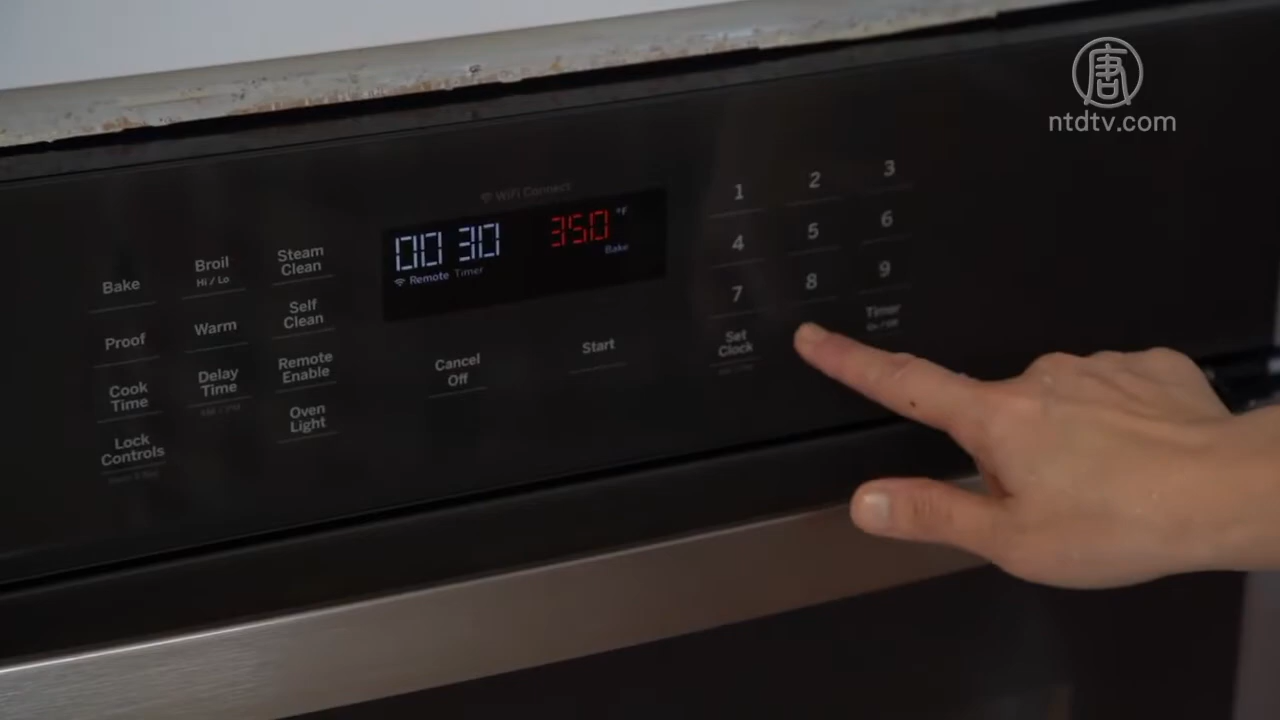 唐
ntdtv.com
WiFi Connect
00 30
350 °F
Remote Timer
Bake
Bake
Broil
Hi / Lo
Steam
Clean
Proof
Warm
Self
Clean
Cook
Time
Delay
Time
AM / PM
Remote
Enable
Lock
Controls
Oven
Light
Cancel
Off
Start
1 2 3
4 5 6
7 8 9
Set
Clock
Timer
On / Off